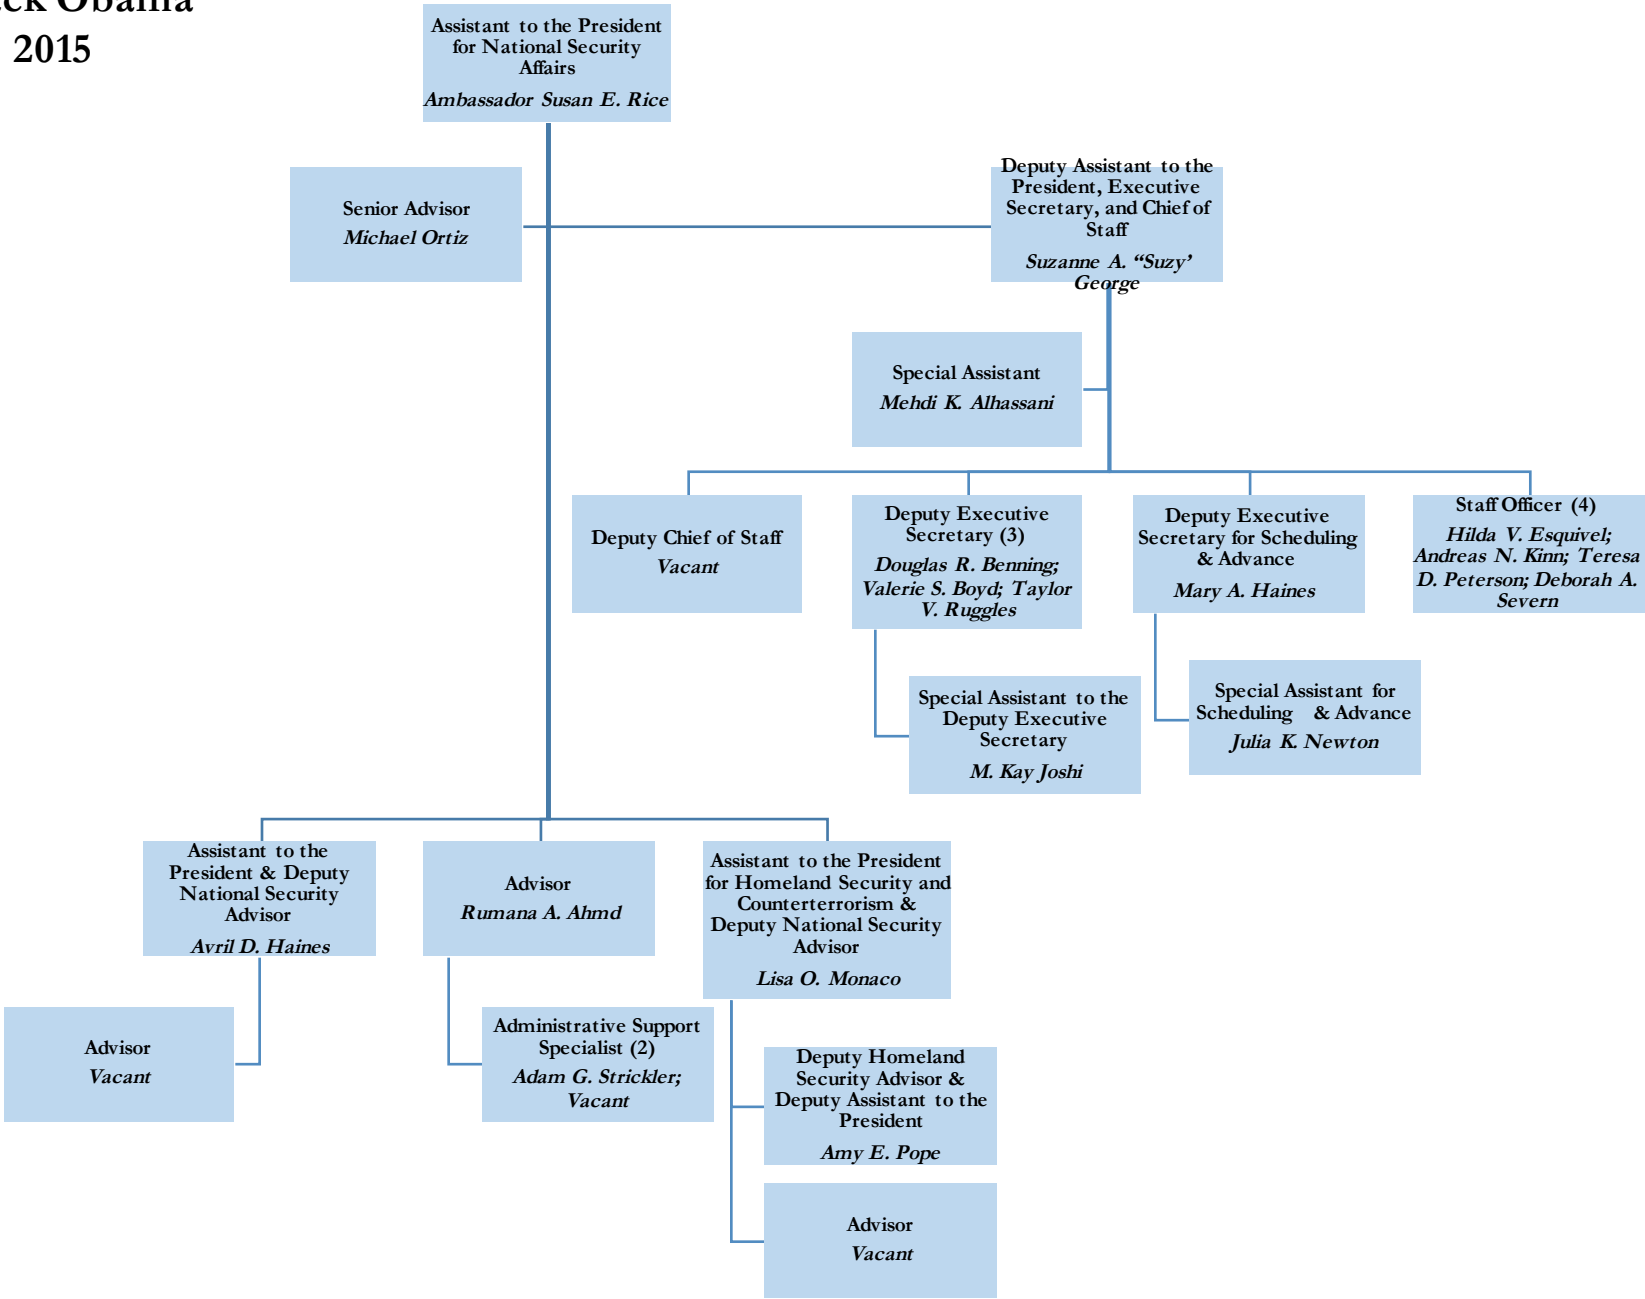 Obama
2015
Assistant to the President
for National Security
Affairs
Ambassador Susan E. Rice
Senior Advisor
Michael Ortiz
Deputy Assistant to the
President, Executive
Secretary, and Chief of
Staff
Suzanne A. “Suzy’
George
Special Assistant
Mehdi K. Alhassani
Deputy Chief of Staff
Vacant
Deputy Executive
Secretary (3)
Douglas R. Benning;
Valerie S. Boyd; Taylor
V. Ruggles
Deputy Executive
Secretary for Scheduling
& Advance
Mary A. Haines
Staff Officer (4)
Hilda V. Esquivel;
Andreas N. Kinn; Teresa
D. Peterson; Deborah A.
Severn
Special Assistant to the
Deputy Executive
Secretary
M. Kay Joshi
Special Assistant for
Scheduling & Advance
Julia K. Newton
Assistant to the
President & Deputy
National Security
Advisor
Avril D. Haines
Advisor
Rumana A. Ahmd
Assistant to the President
for Homeland Security and
Counterterrorism &
Deputy National Security
Advisor
Lisa O. Monaco
Advisor
Vacant
Administrative Support
Specialist (2)
Adam G. Strickler;
Vacant
Deputy Homeland
Security Advisor &
Deputy Assistant to the
President
Amy E. Pope
Advisor
Vacant